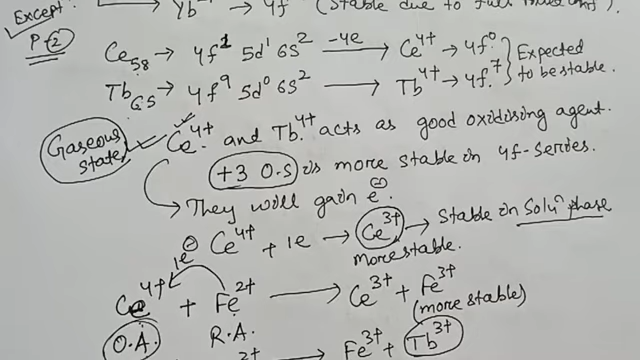 Except: → Yb → 4f (Stable due to Full
Pt2
Ce58 → 4f¹ 5d¹ 6S² —-4e→ Ce⁴⁺ → 4f⁰ } Expected
Tb65 → 4f⁹ 5d⁰ 6S² → Tb⁴⁺ → 4f⁷ } to be stable.
Gaseous state
Ce⁴⁺ and Tb⁴⁺ acts as good oxidising agent.
+3 O.S is more stable in 4f-series.
→ They will gain e⊖.
Ce⁴⁺ + 1e → Ce³⁺ → Stable in Soluⁿ phase
more stable.
1e⊖
Ce⁴⁺ + Fe²⁺ → Ce³⁺ + Fe³⁺
O.A. R.A. (more stable)
2+ → Fe³⁺ + Tb³⁺